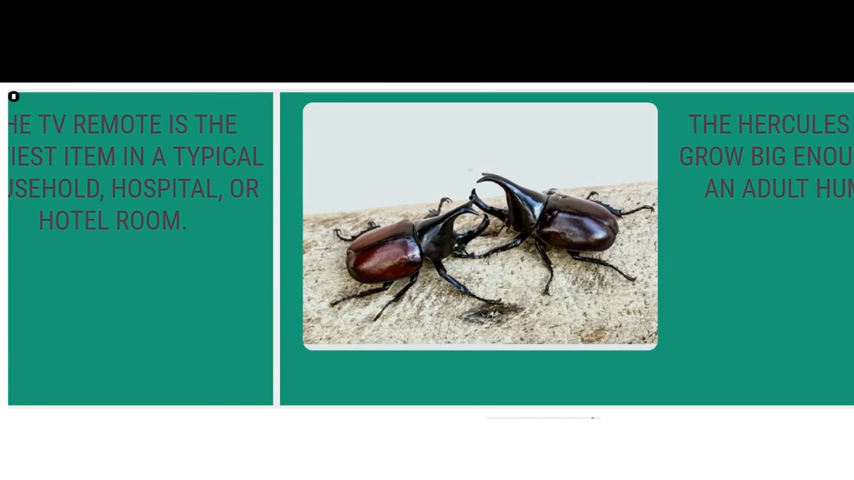 HE TV REMOTE IS THE
IEST ITEM IN A TYPICAL
USEHOLD, HOSPITAL, OR
HOTEL ROOM.
THE HERCULES
GROW BIG ENOU
AN ADULT HUM